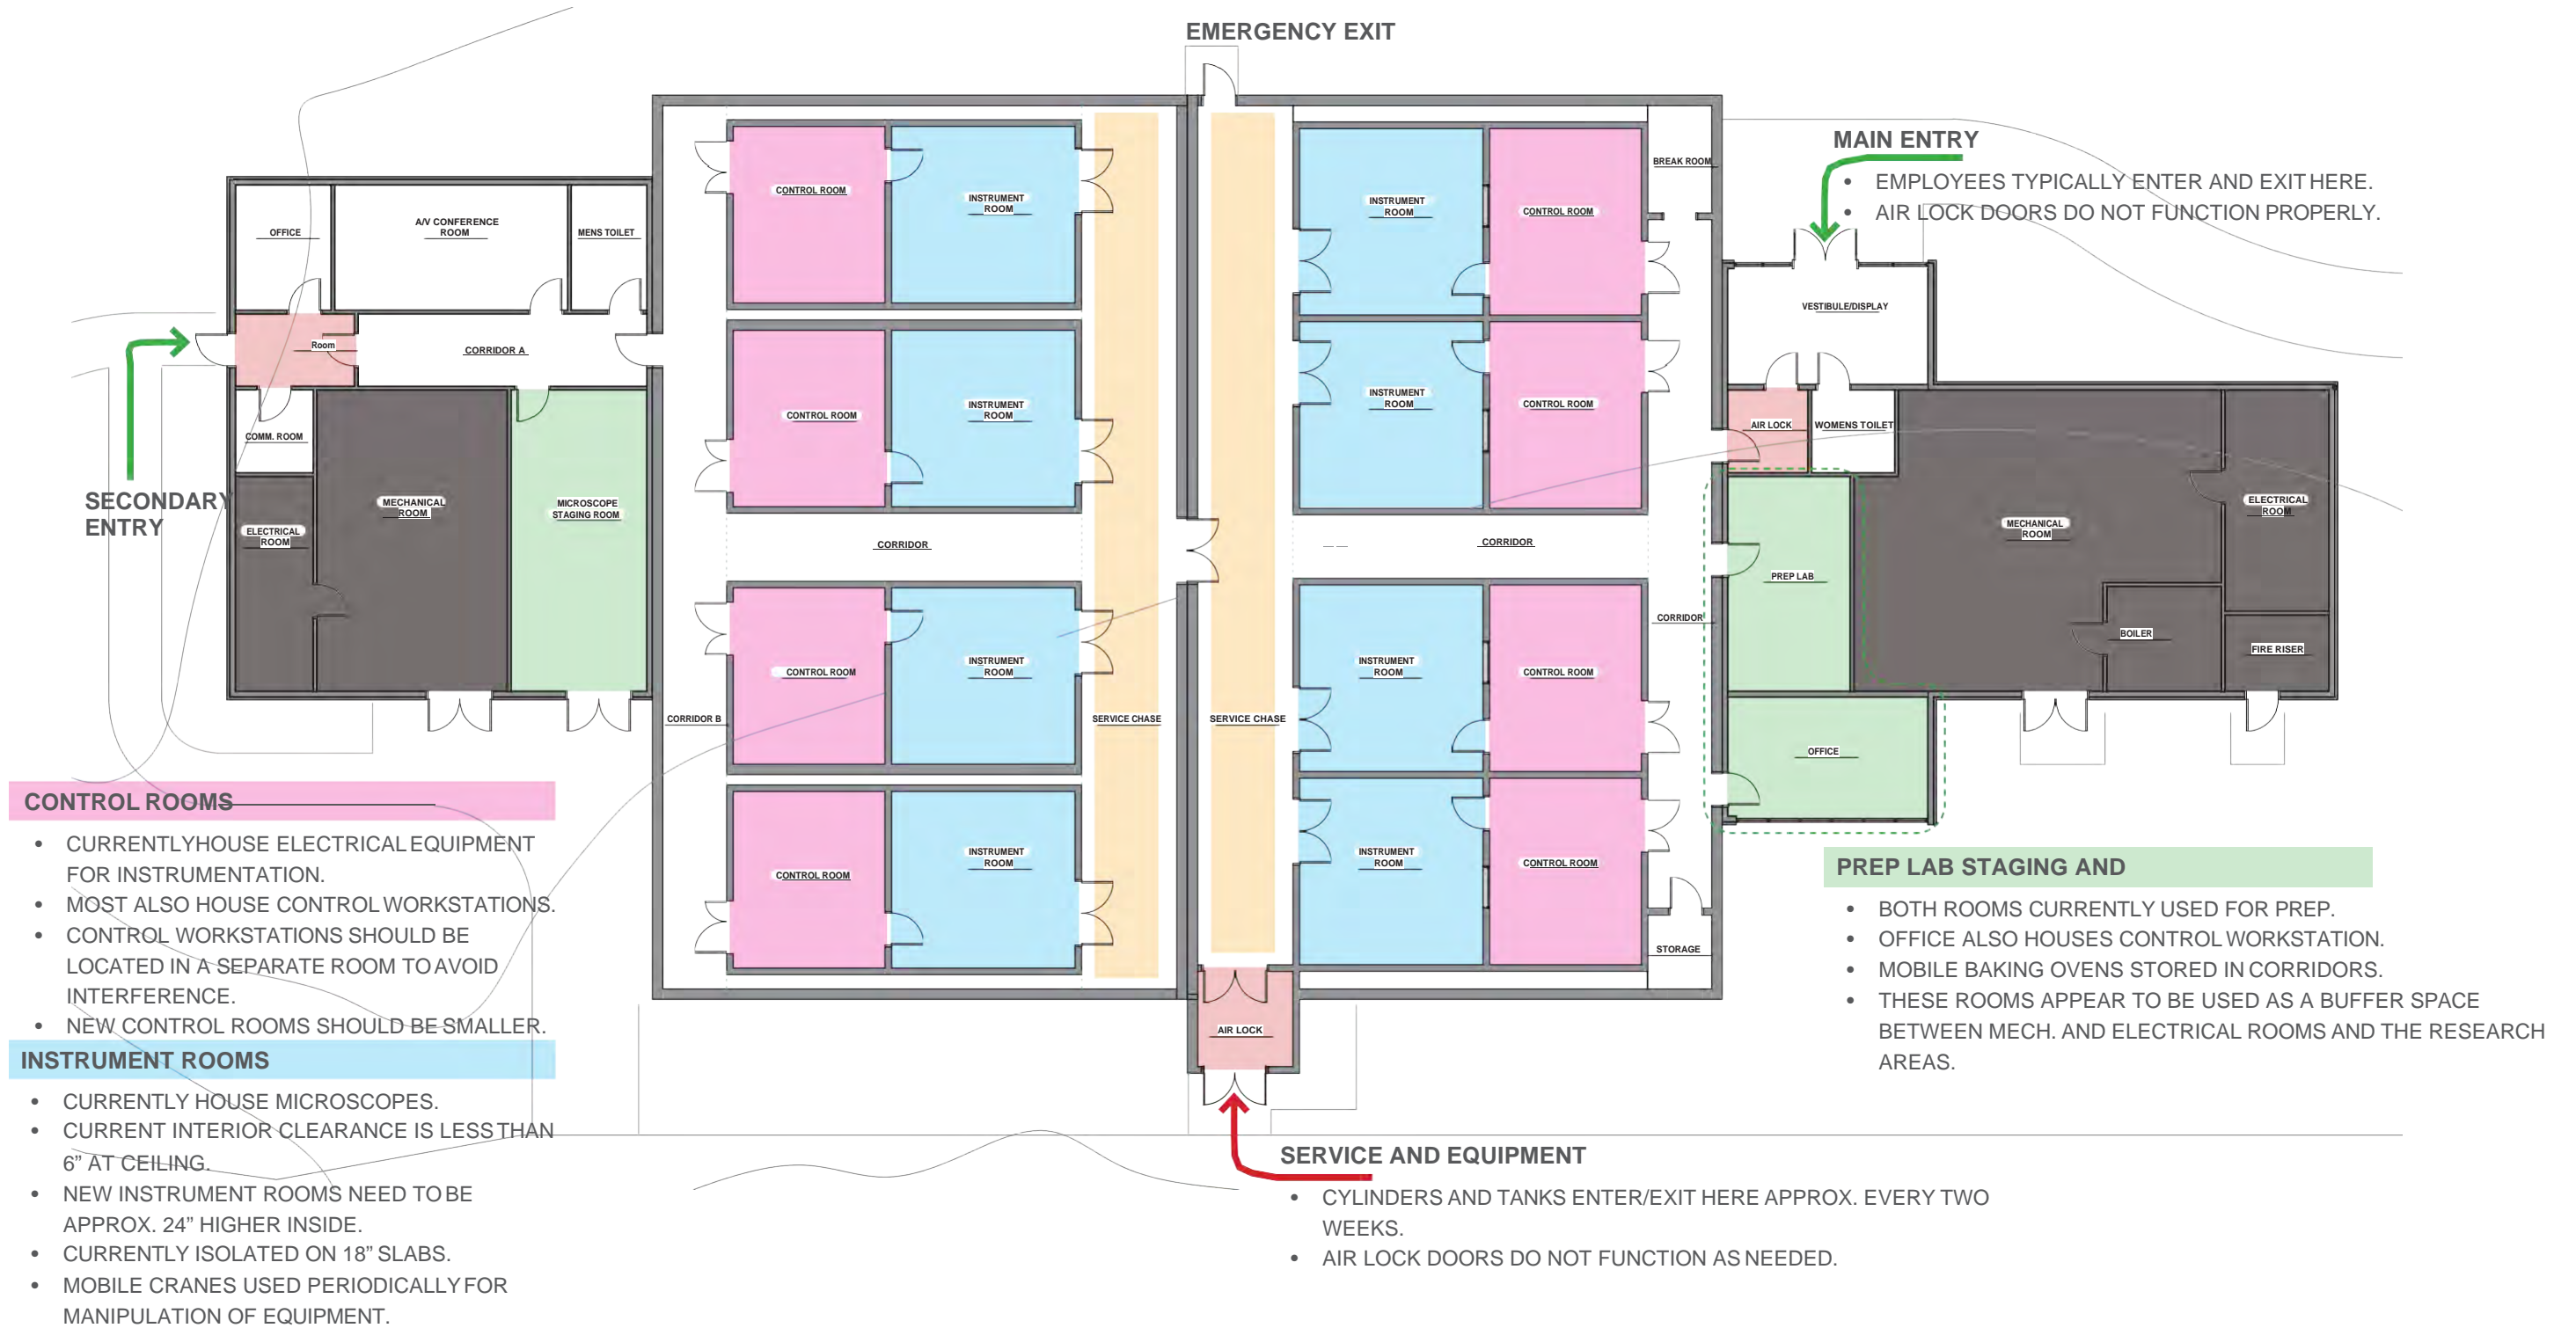 EMERGENCY EXIT
MAIN ENTRY
• EMPLOYEES TYPICALLY ENTER AND EXIT HERE.
• AIR LOCK DOORS DO NOT FUNCTION PROPERLY.
OFFICE
A/V CONFERENCE
ROOM
MENS TOILET
Room
CORRIDOR A
COMM. ROOM
ELECTRICAL
ROOM
MECHANICAL
ROOM
MICROSCOPE
STAGING ROOM
SECONDARY
ENTRY
CONTROL ROOM
INSTRUMENT
ROOM
CONTROL ROOM
INSTRUMENT
ROOM
CORRIDOR
CONTROL ROOM
INSTRUMENT
ROOM
CORRIDOR B
SERVICE CHASE
CONTROL ROOM
INSTRUMENT
ROOM
SERVICE CHASE
INSTRUMENT
ROOM
CONTROL ROOM
BREAK ROOM
INSTRUMENT
ROOM
CONTROL ROOM
CORRIDOR
INSTRUMENT
ROOM
CONTROL ROOM
CORRIDOR
INSTRUMENT
ROOM
CONTROL ROOM
STORAGE
AIR LOCK
VESTIBULE/DISPLAY
AIR LOCK
WOMENS TOILET
PREP LAB
MECHANICAL
ROOM
ELECTRICAL
ROOM
BOILER
FIRE RISER
OFFICE
CONTROL ROOMS
• CURRENTLYHOUSE ELECTRICAL EQUIPMENT
FOR INSTRUMENTATION.
• MOST ALSO HOUSE CONTROL WORKSTATIONS.
• CONTROL WORKSTATIONS SHOULD BE
LOCATED IN A SEPARATE ROOM TO AVOID
INTERFERENCE.
• NEW CONTROL ROOMS SHOULD BE SMALLER.
INSTRUMENT ROOMS
• CURRENTLY HOUSE MICROSCOPES.
• CURRENT INTERIOR CLEARANCE IS LESS THAN
6” AT CEILING.
• NEW INSTRUMENT ROOMS NEED TO BE
APPROX. 24” HIGHER INSIDE.
• CURRENTLY ISOLATED ON 18” SLABS.
• MOBILE CRANES USED PERIODICALLY FOR
MANIPULATION OF EQUIPMENT.
PREP LAB STAGING AND
• BOTH ROOMS CURRENTLY USED FOR PREP.
• OFFICE ALSO HOUSES CONTROL WORKSTATION.
• MOBILE BAKING OVENS STORED IN CORRIDORS.
• THESE ROOMS APPEAR TO BE USED AS A BUFFER SPACE
BETWEEN MECH. AND ELECTRICAL ROOMS AND THE RESEARCH
AREAS.
SERVICE AND EQUIPMENT
• CYLINDERS AND TANKS ENTER/EXIT HERE APPROX. EVERY TWO
WEEKS.
• AIR LOCK DOORS DO NOT FUNCTION AS NEEDED.